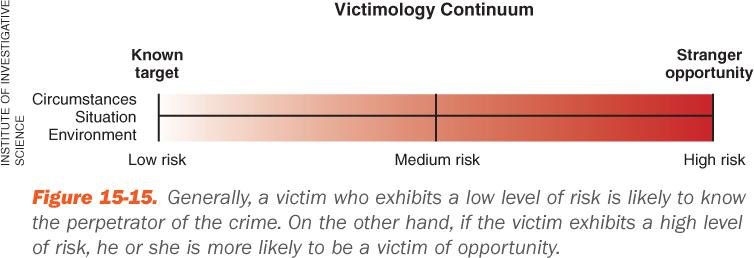 INSTITUTE OF INVESTIGATIVE
SCIENCE
Victimology Continuum
Known
target
Stranger
opportunity
Circumstances
Situation
Environment
Low risk
Medium risk
High risk
Figure 15-15. Generally, a victim who exhibits a low level of risk is likely to know
the perpetrator of the crime. On the other hand, if the victim exhibits a high level
of risk, he or she is more likely to be a victim of opportunity.